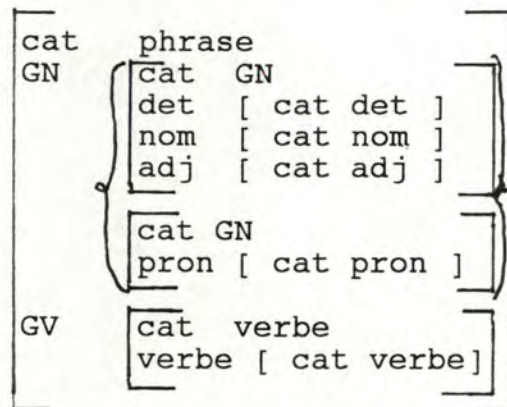 cat phrase
GN cat GN
det [ cat det ]
nom [ cat nom ]
adj [ cat adj ]
cat GN
pron [ cat pron ]
GV cat verbe
verbe [ cat verbe]